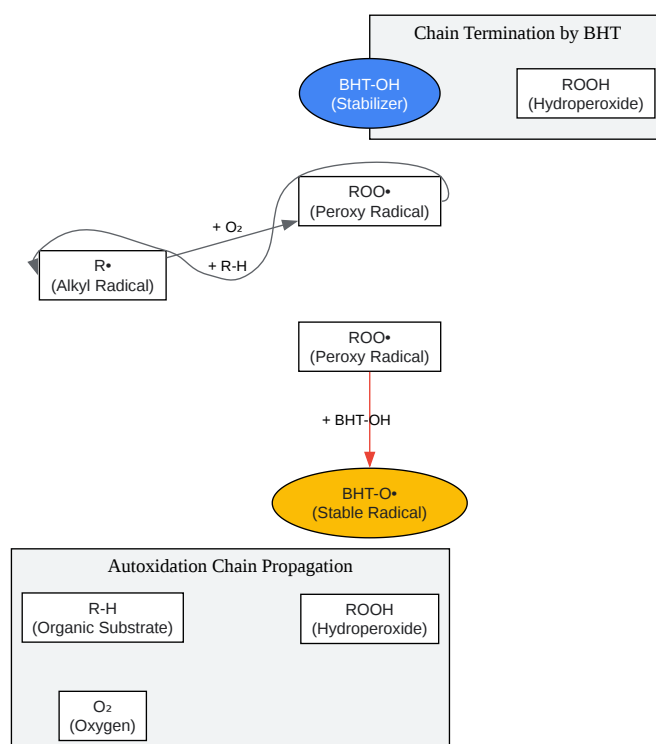 Chain Termination by BHT
BHT-OH
(Stabilizer)
ROOH
(Hydroperoxide)
ROO•
(Peroxy Radical)
+ O₂
+ R-H
R•
(Alkyl Radical)
ROO•
(Peroxy Radical)
+ BHT-OH
BHT-O•
(Stable Radical)
Autoxidation Chain Propagation
R-H
(Organic Substrate)
ROOH
(Hydroperoxide)
O₂
(Oxygen)